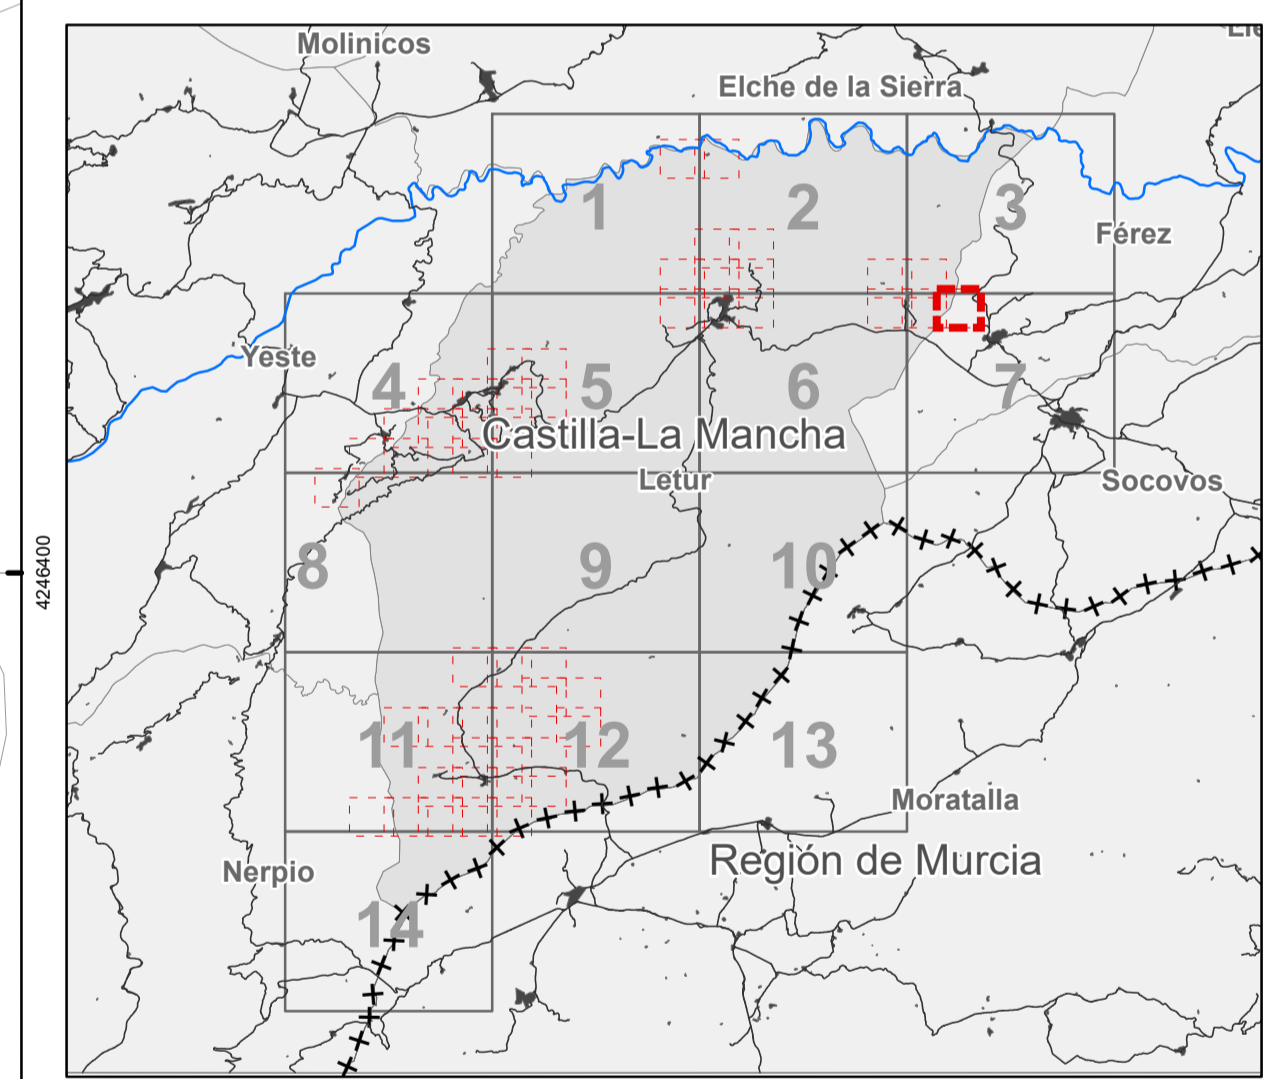 Molinicos
Elche de la Sierra
1
2
3
Férez
Yeste
4
5
6
7
Castilla-La Mancha
Letur
Socovos
8
9
10
4246400
11
12
13
Moratalla
Nerpio
Región de Murcia
14